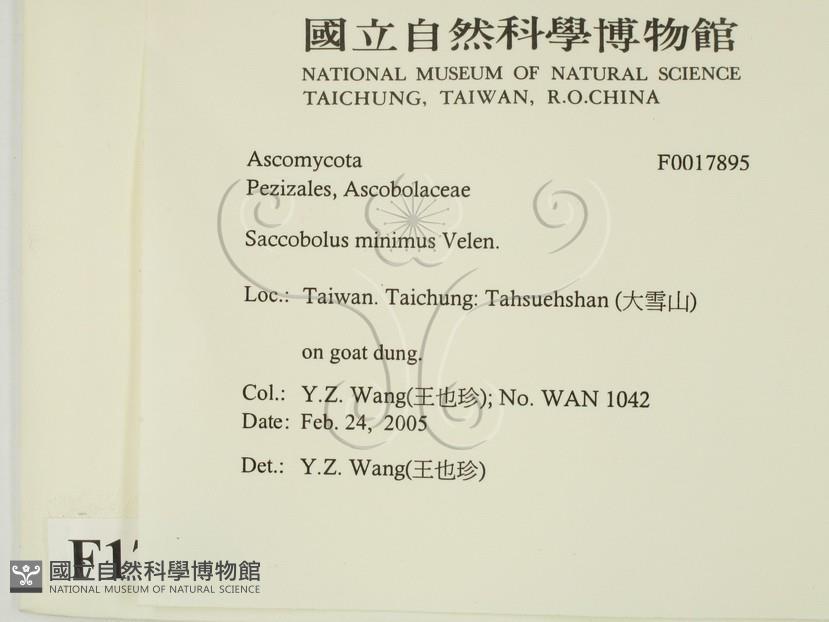 國立自然科學博物館
NATIONAL MUSEUM OF NATURAL SCIENCE
TAICHUNG, TAIWAN, R.O.CHINA
Ascomycota F0017895
Pezizales, Ascobolaceae
Saccobolus minimus Velen.
Loc.: Taiwan. Taichung: Tahsuehshan (大雪山)
on goat dung.
Col.: Y.Z. Wang(王也珍); No. WAN 1042
Date: Feb. 24, 2005
Det.: Y.Z. Wang(王也珍)
國立自然科學博物館
NATIONAL MUSEUM OF NATURAL SCIENCE